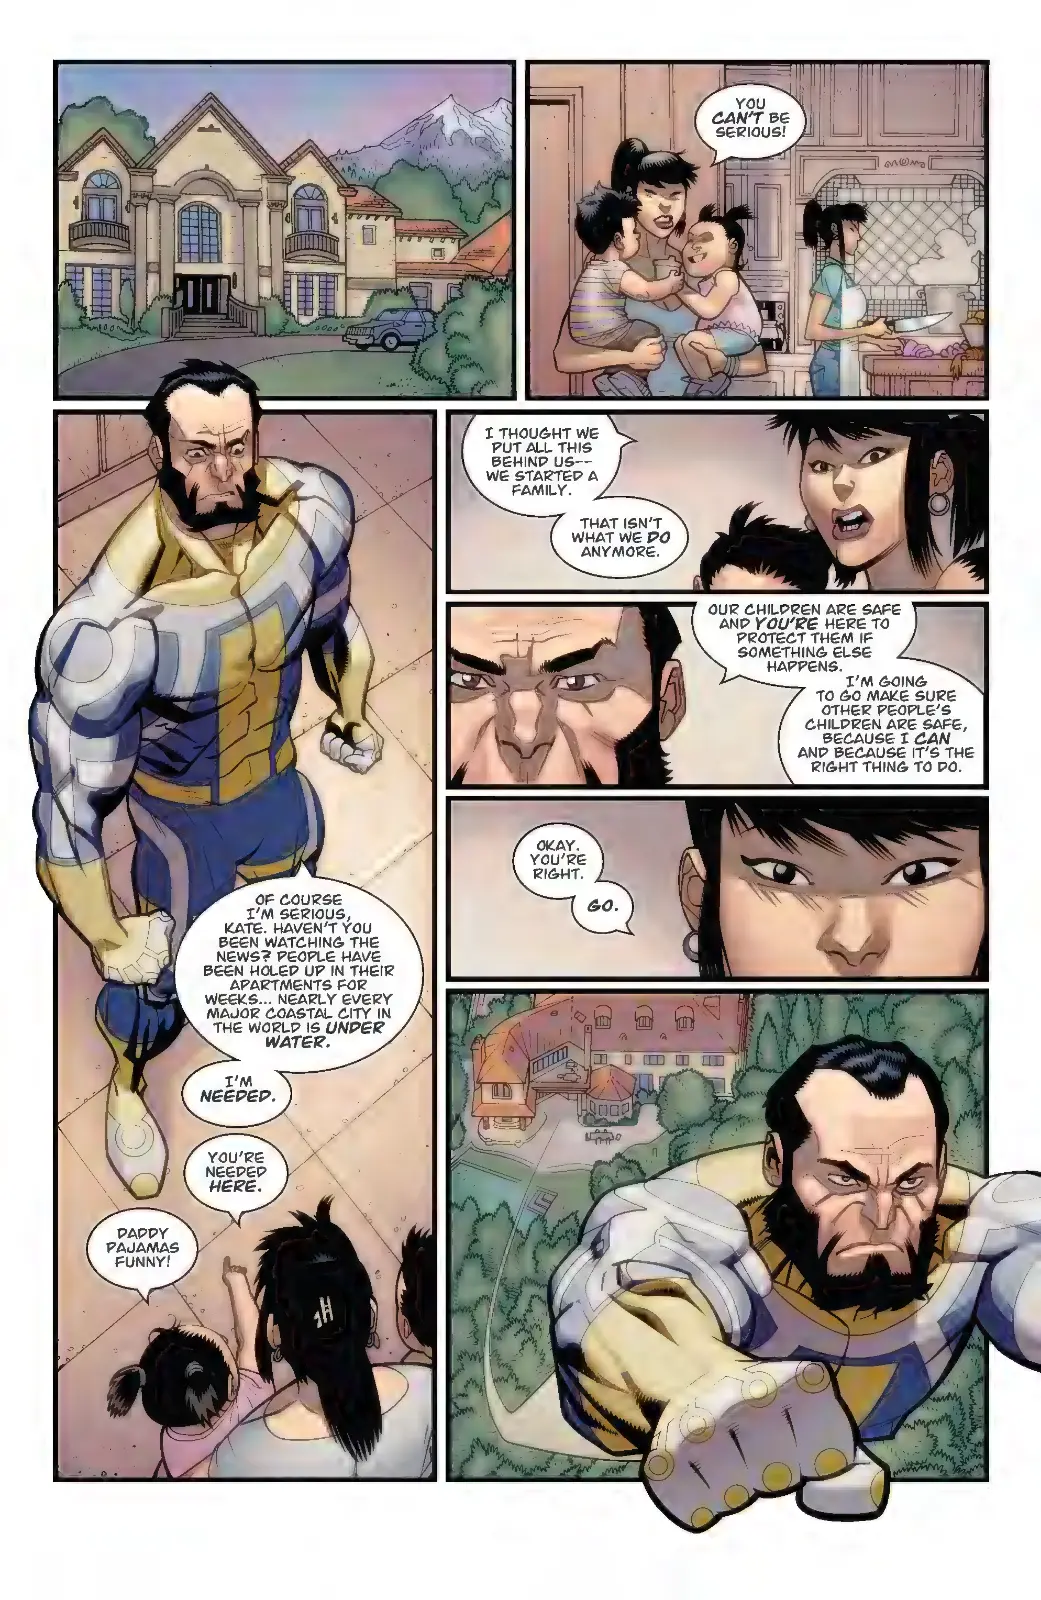 YOU
CAN'T BE
SERIOUS!
OF COURSE
I'M SERIOUS,
KATE. HAVEN'T YOU
BEEN WATCHING THE
NEWS? PEOPLE HAVE
BEEN HOLED UP IN THEIR
APARTMENTS FOR
WEEKS... NEARLY EVERY
MAJOR COASTAL CITY IN
THE WORLD IS UNDER
WATER.
I'M
NEEDED.
YOU'RE
NEEDED
HERE.
DADDY
PAJAMAS
FUNNY!
I THOUGHT WE
PUT ALL THIS
BEHIND US--
WE STARTED A
FAMILY.
THAT ISN'T
WHAT WE DO
ANYMORE.
OUR CHILDREN ARE SAFE
AND YOU'RE HERE TO
PROTECT THEM IF
SOMETHING ELSE
HAPPENS.
I'M GOING
TO GO MAKE SURE
OTHER PEOPLE'S
CHILDREN ARE SAFE,
BECAUSE I CAN
AND BECAUSE IT'S THE
RIGHT THING TO DO.
OKAY.
YOU'RE
RIGHT.
GO.